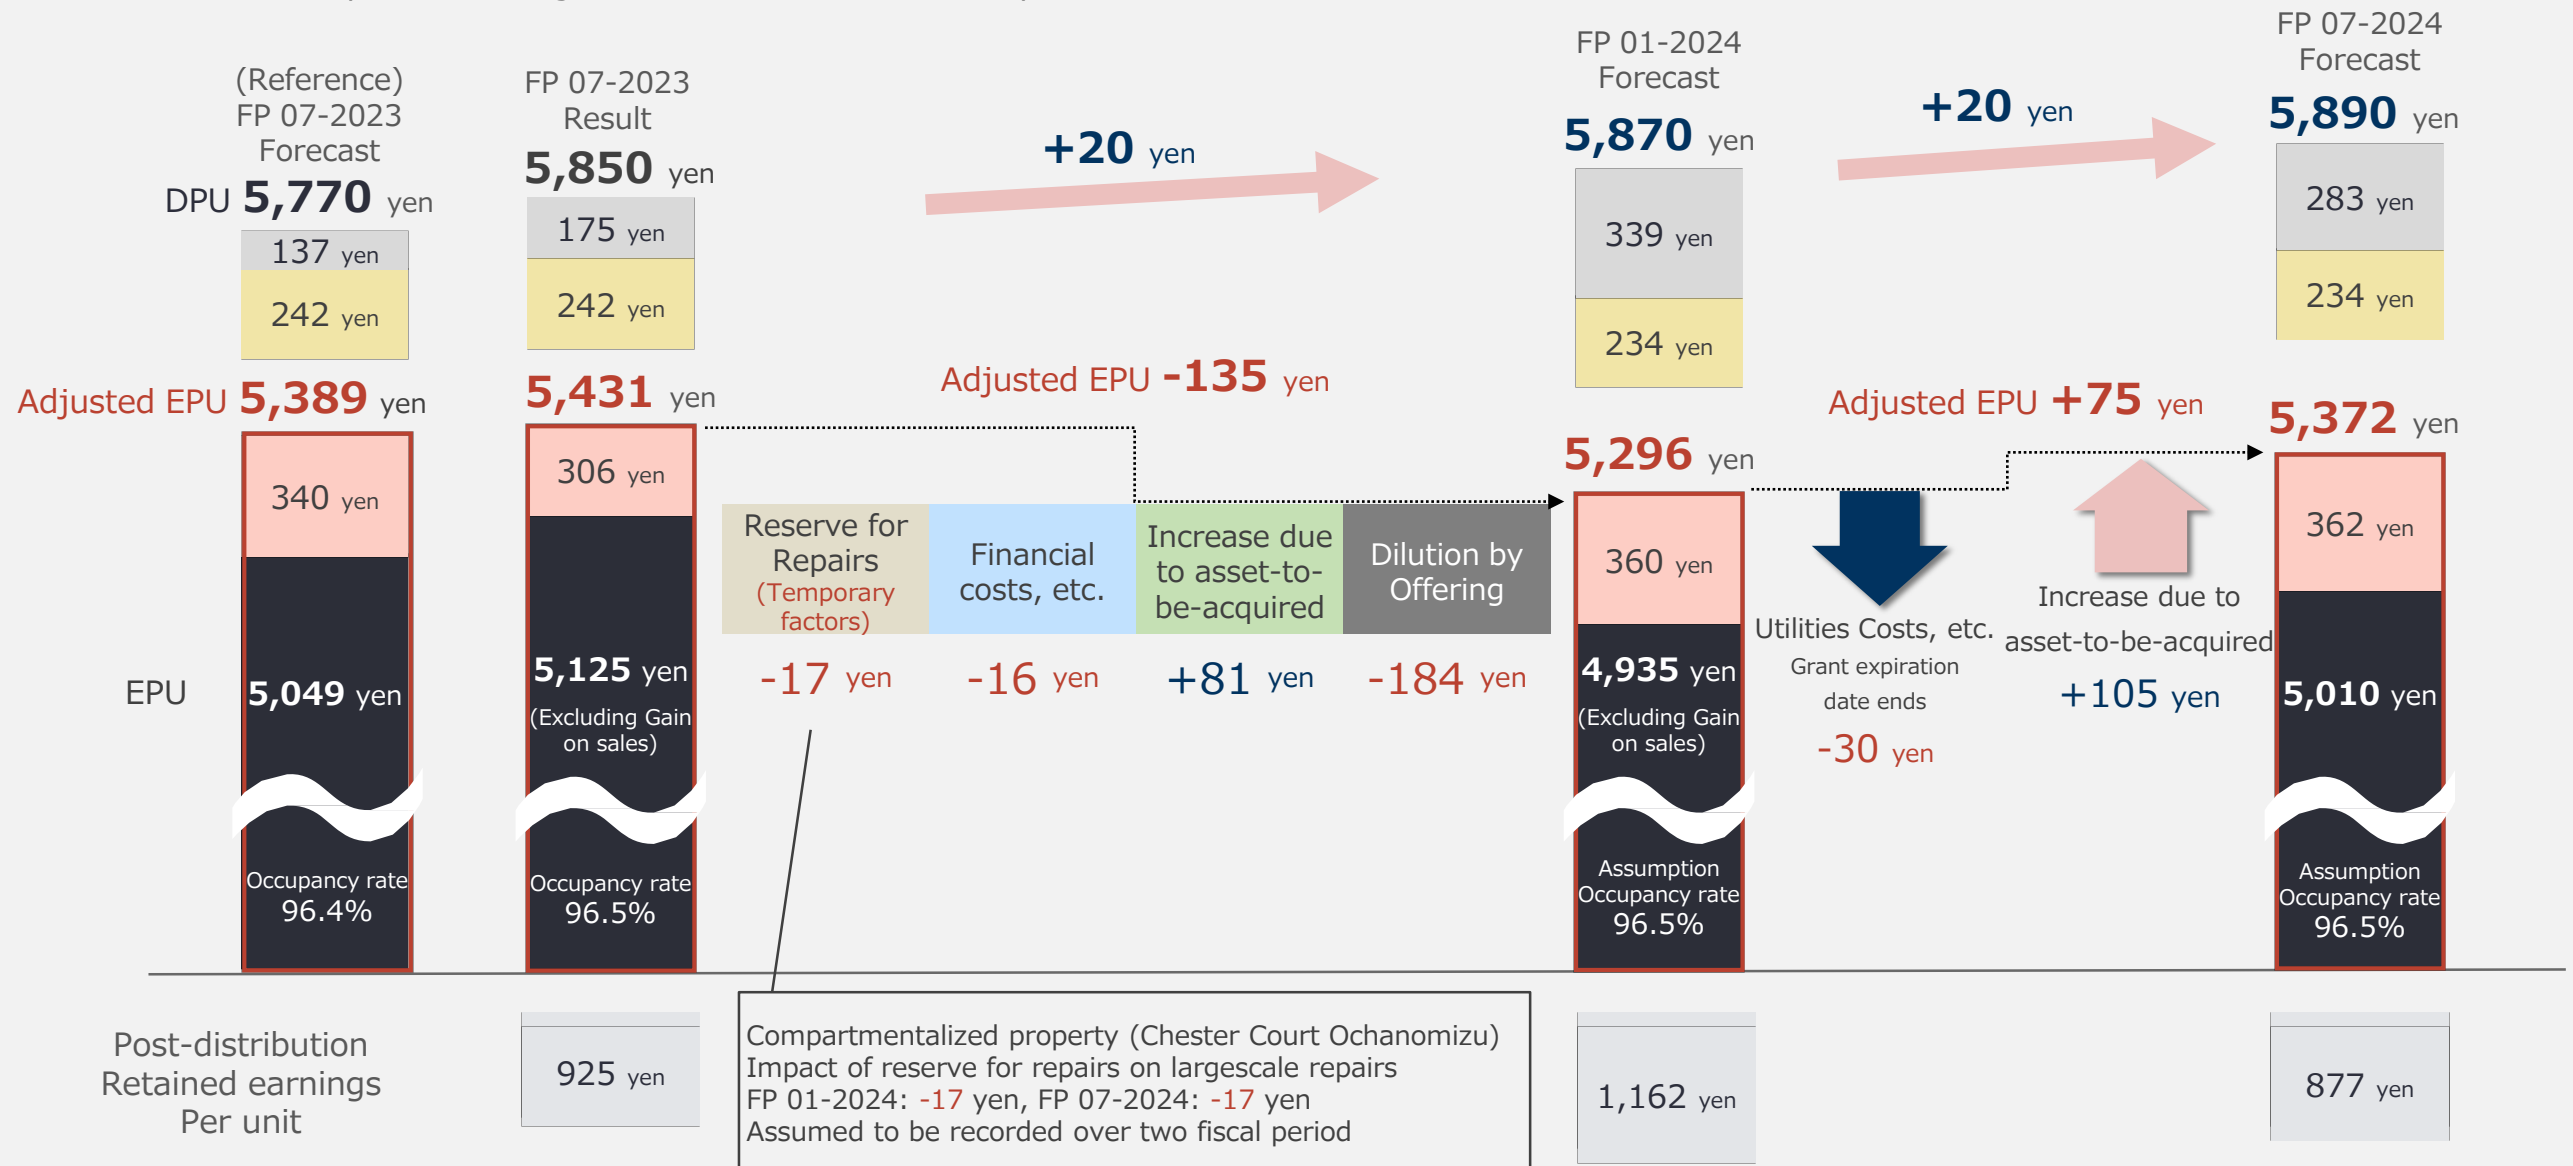 (Reference)
FP 07-2023
Forecast
DPU 5,770 yen
137 yen
242 yen
Adjusted EPU 5,389 yen
340 yen
EPU
5,049 yen
Occupancy rate
96.4%
FP 07-2023
Result
5,850 yen
175 yen
242 yen
5,431 yen
306 yen
5,125 yen
(Excluding Gain
on sales)
Occupancy rate
96.5%
+20 yen
Adjusted EPU -135 yen
Reserve for
Repairs
(Temporary
factors)
-17 yen
Financial
costs, etc.
-16 yen
Increase due
to asset-to-
be-acquired
+81 yen
Dilution by
Offering
-184 yen
FP 01-2024
Forecast
5,870 yen
339 yen
234 yen
5,296 yen
360 yen
4,935 yen
(Excluding Gain
on sales)
Assumption
Occupancy rate
96.5%
+20 yen
Adjusted EPU +75 yen
Utilities Costs, etc.
Grant expiration
date ends
-30 yen
Increase due to
asset-to-be-acquired
+105 yen
FP 07-2024
Forecast
5,890 yen
283 yen
234 yen
5,372 yen
362 yen
5,010 yen
Assumption
Occupancy rate
96.5%
Post-distribution
Retained earnings
Per unit
925 yen
Compartmentalized property (Chester Court Ochanomizu)
Impact of reserve for repairs on largescale repairs
FP 01-2024: -17 yen, FP 07-2024: -17 yen
Assumed to be recorded over two fiscal period
1,162 yen
877 yen